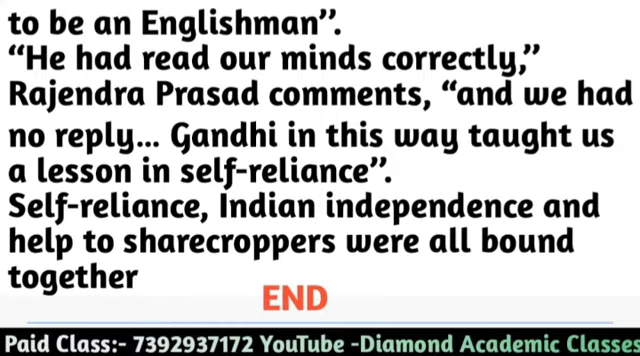 to be an Englishman”.
“He had read our minds correctly,”
Rajendra Prasad comments, “and we had
no reply... Gandhi in this way taught us
a lesson in self-reliance”.
Self-reliance, Indian independence and
help to sharecroppers were all bound
together
END
Paid Class:- 7392937172 YouTube -Diamond Academic Classes